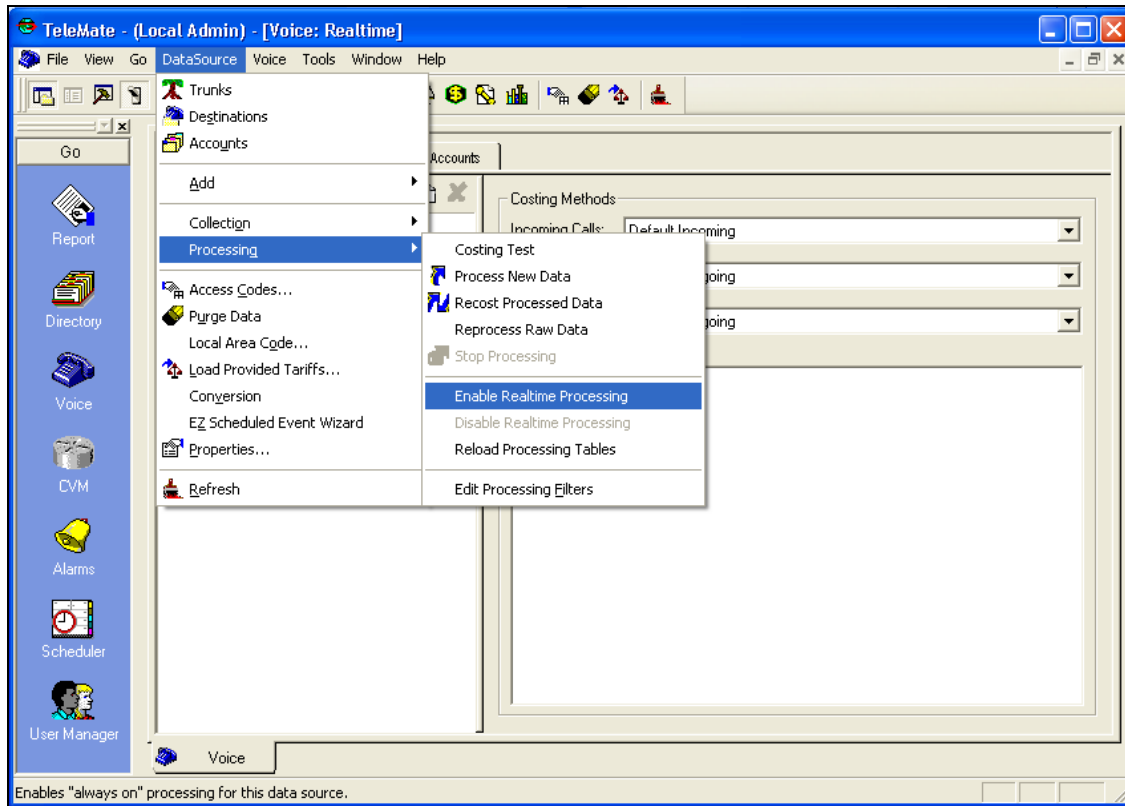 TeleMate - (Local Admin) - [Voice: Realtime]
File View Go DataSource Voice Tools Window Help
Go
Report
Directory
Voice
CVM
Alarms
Scheduler
User Manager
Trunks
Destinations
Accounts
Add
Collection
Processing
Access Codes...
Purge Data
Local Area Code...
Load Provided Tariffs...
Conversion
EZ Scheduled Event Wizard
Properties...
Refresh
Costing Test
Process New Data
Recost Processed Data
Reprocess Raw Data
Stop Processing
Enable Realtime Processing
Disable Realtime Processing
Reload Processing Tables
Edit Processing Filters
Accounts
Costing Methods
Incoming Calls: Default Incoming
going
going
Voice
Enables "always on" processing for this data source.